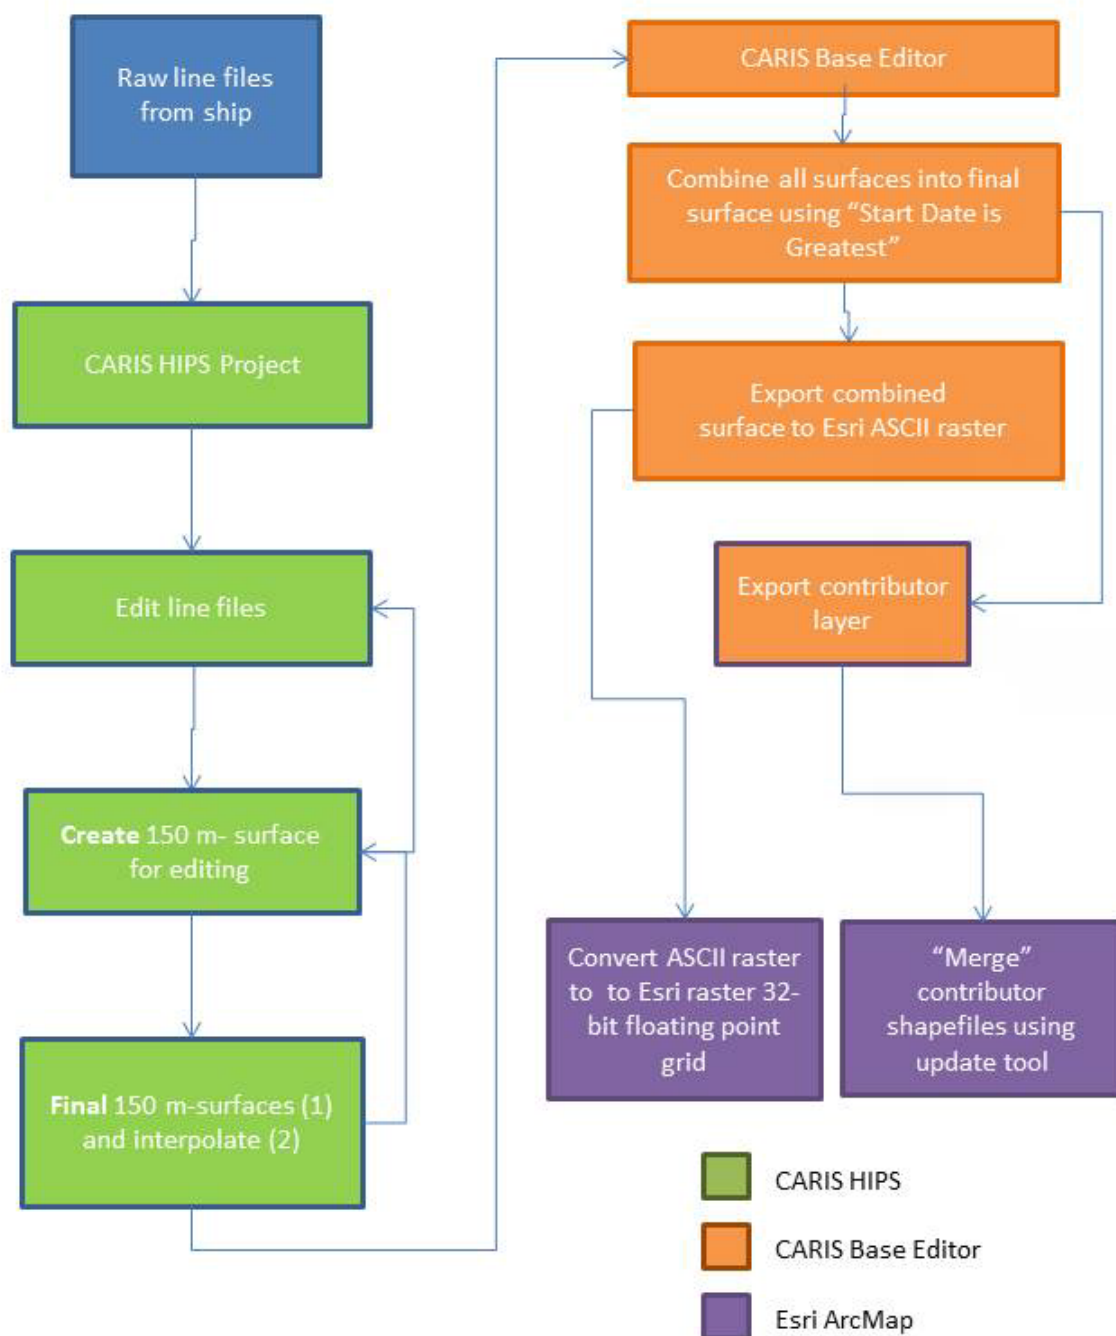 Raw line files
from ship
CARIS HIPS Project
Edit line files
Create 150 m- surface
for editing
Final 150 m-surfaces (1)
and interpolate (2)
CARIS Base Editor
Combine all surfaces into final
surface using “Start Date is
Greatest”
Export combined
surface to Esri ASCII raster
Export contributor
layer
Convert ASCII raster
to to Esri raster 32-
bit floating point
grid
“Merge”
contributor
shapefiles using
update tool
CARIS HIPS
CARIS Base Editor
Esri ArcMap